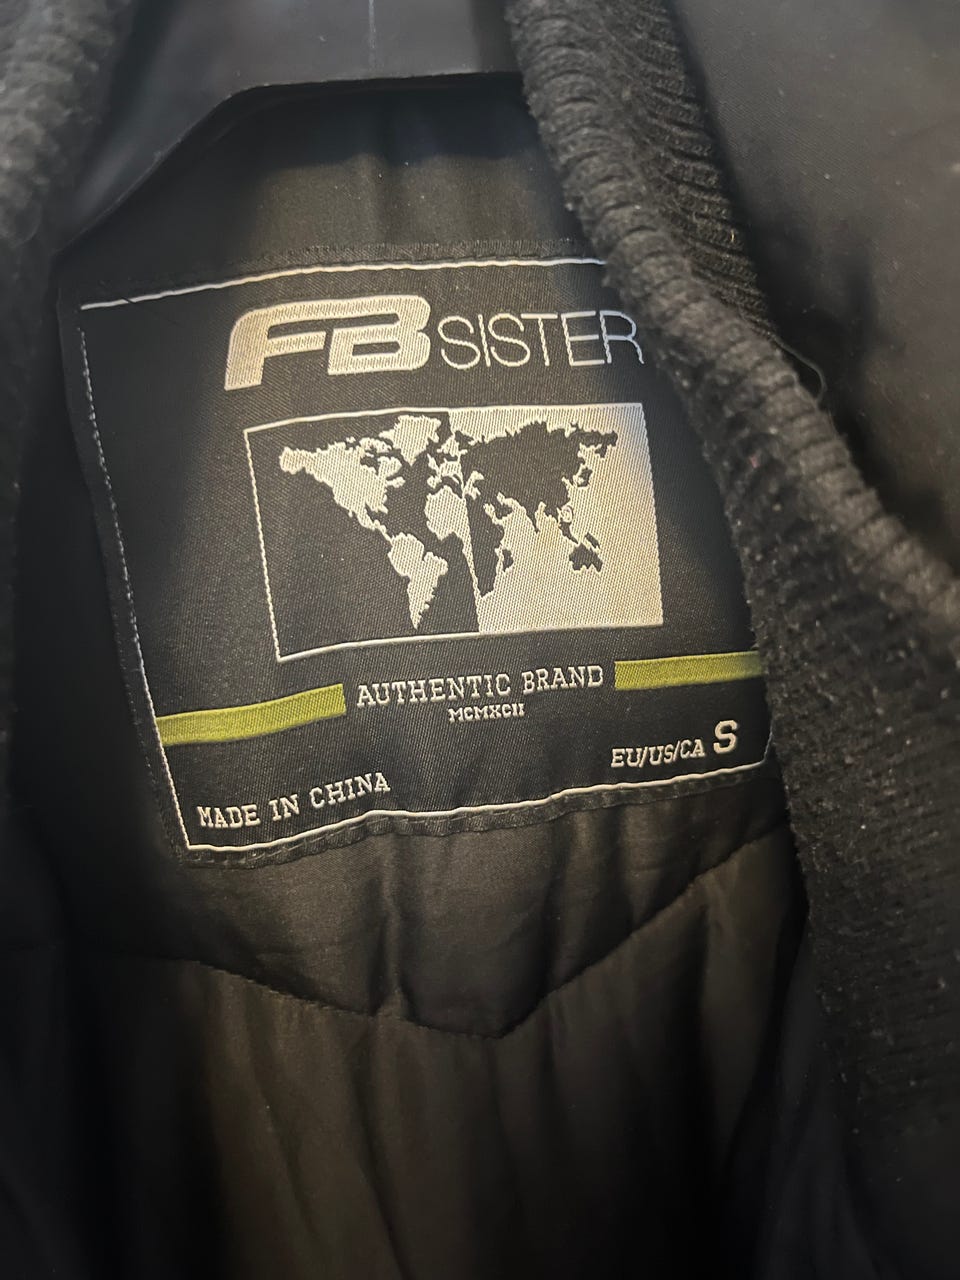 FB SISTER
AUTHENTIC BRAND
MCMXCII
EU/US/CA S
MADE IN CHINA